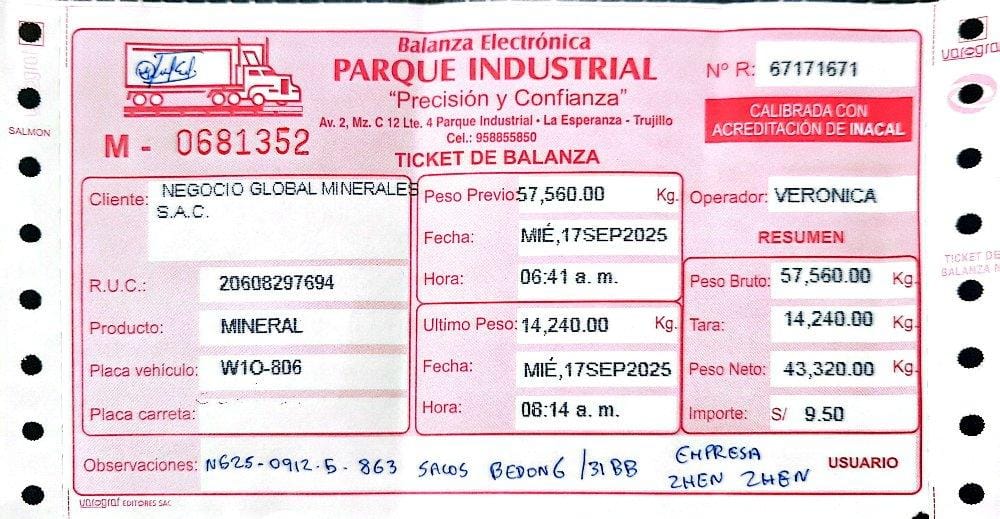 Balanza Electrónica
PARQUE INDUSTRIAL
"Precisión y Confianza"
Av. 2, Mz. C 12 Lte. 4 Parque Industrial - La Esperanza - Trujillo
Cel.: 958855850
TICKET DE BALANZA
M - 0681352
Nº R: 67171671
CALIBRADA CON
ACREDITACIÓN DE INACAL
SALMON
Cliente: NEGOCIO GLOBAL MINERALES
S.A.C.
R.U.C.: 20608297694
Producto: MINERAL
Placa vehículo: W1O-806
Placa carreta:
Peso Previo: 57,560.00 Kg.
Fecha: MIÉ,17SEP2025
Hora: 06:41 a. m.
Ultimo Peso: 14,240.00 Kg.
Fecha: MIÉ,17SEP2025
Hora: 08:14 a. m.
Operador: VERONICA
RESUMEN
Peso Bruto: 57,560.00 Kg.
Tara: 14,240.00 Kg.
Peso Neto: 43,320.00 Kg.
Importe: S/ 9.50
Observaciones: NG25-0912-5-863 SACOS BEDONG /31BB EMPRESA
ZHEN ZHEN
USUARIO
varograf EDITORES SAC
varograf
TICKET DE
BALANZA